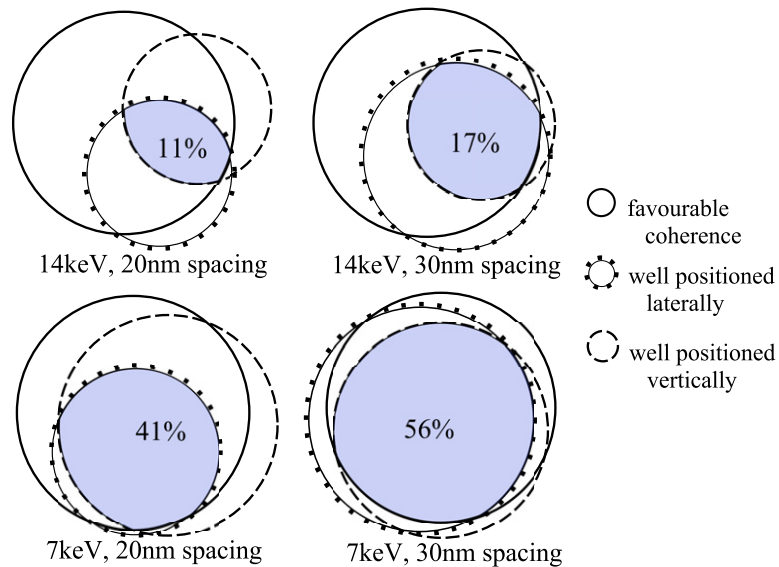 11%
17%
14keV, 20nm spacing
14keV, 30nm spacing
favourable
coherence
well positioned
laterally
well positioned
vertically
41%
56%
7keV, 20nm spacing
7keV, 30nm spacing